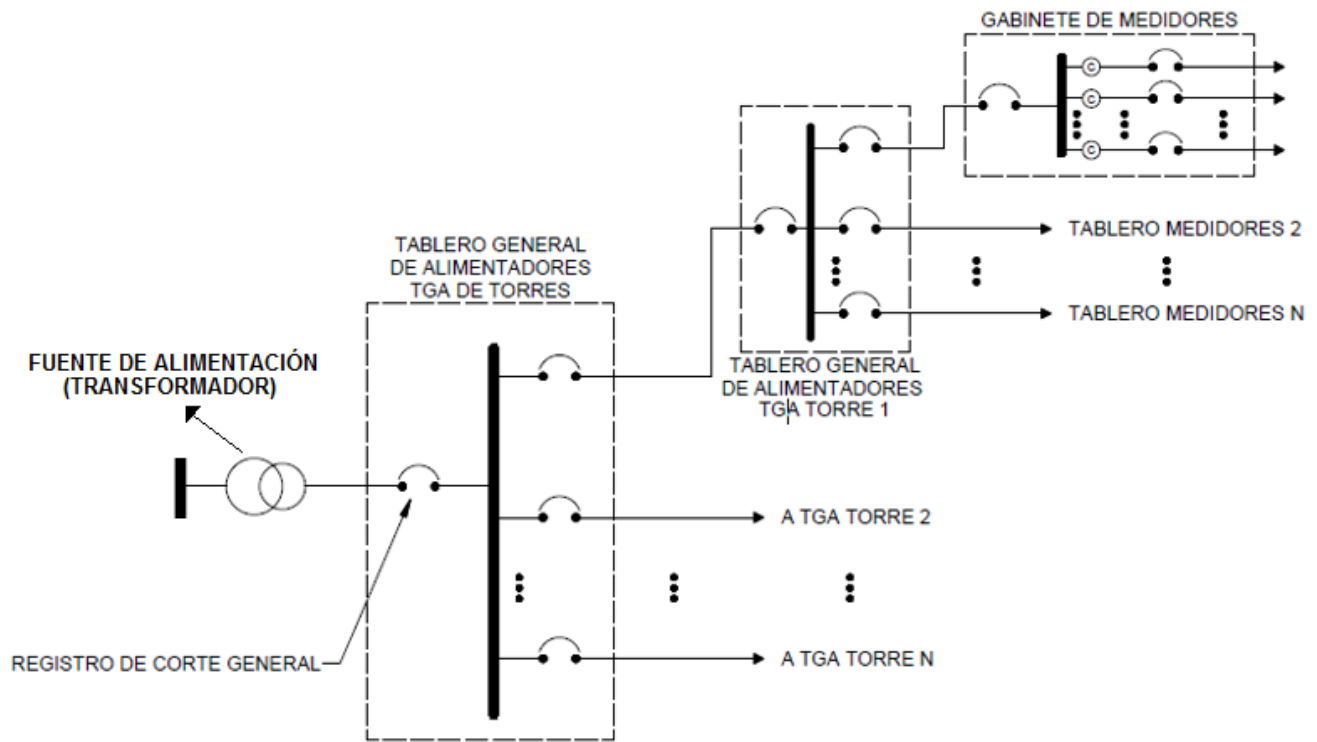 GABINETE DE MEDIDORES
C
C
C
TABLERO MEDIDORES 2
TABLERO MEDIDORES N
TABLERO GENERAL
DE ALIMENTADORES
TGA DE TORRES
TABLERO GENERAL
DE ALIMENTADORES
TGA TORRE 1
FUENTE DE ALIMENTACIÓN
(TRANSFORMADOR)
A TGA TORRE 2
A TGA TORRE N
REGISTRO DE CORTE GENERAL